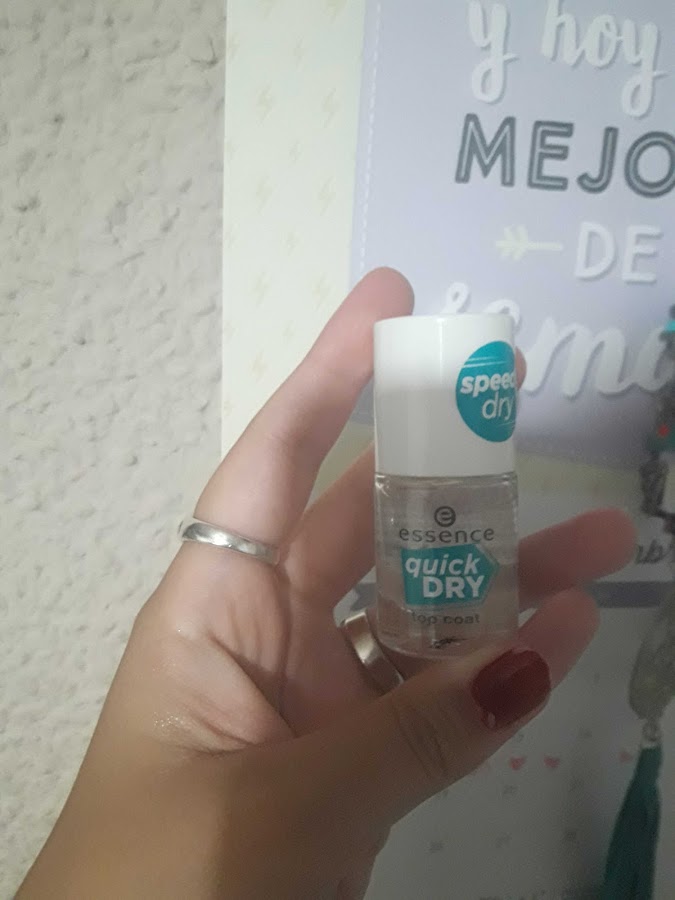 y hoy
MEJO
DE
speed
dry
essence
quick
DRY
top coat